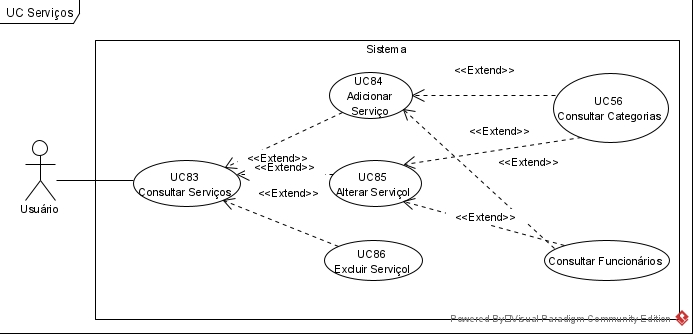 UC Serviços
Sistema
UC84
Adicionar
Serviço
<<Extend>>
UC56
Consultar Categorias
<<Extend>>
<<Extend>>
<<Extend>>
<<Extend>>
UC83
Consultar Serviços
UC85
Alterar Serviçol
<<Extend>>
Usuário
<<Extend>>
UC86
Excluir Serviçol
Consultar Funcionários
Powered By Visual Paradigm Community Edition